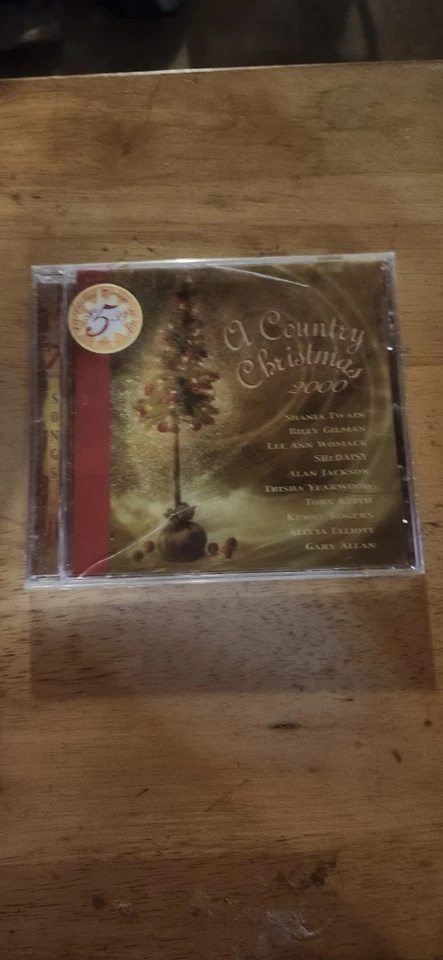 5
A Country
Christmas
2000
SHANIA TWAIN
BILLY GILMAN
LEE ANN WOMACK
SHEDAISY
ALAN JACKSON
TRISHA YEARWOOD
TOBY KEITH
KENNY ROGERS
ALECIA ELLIOTT
GARY ALLAN
SONGS